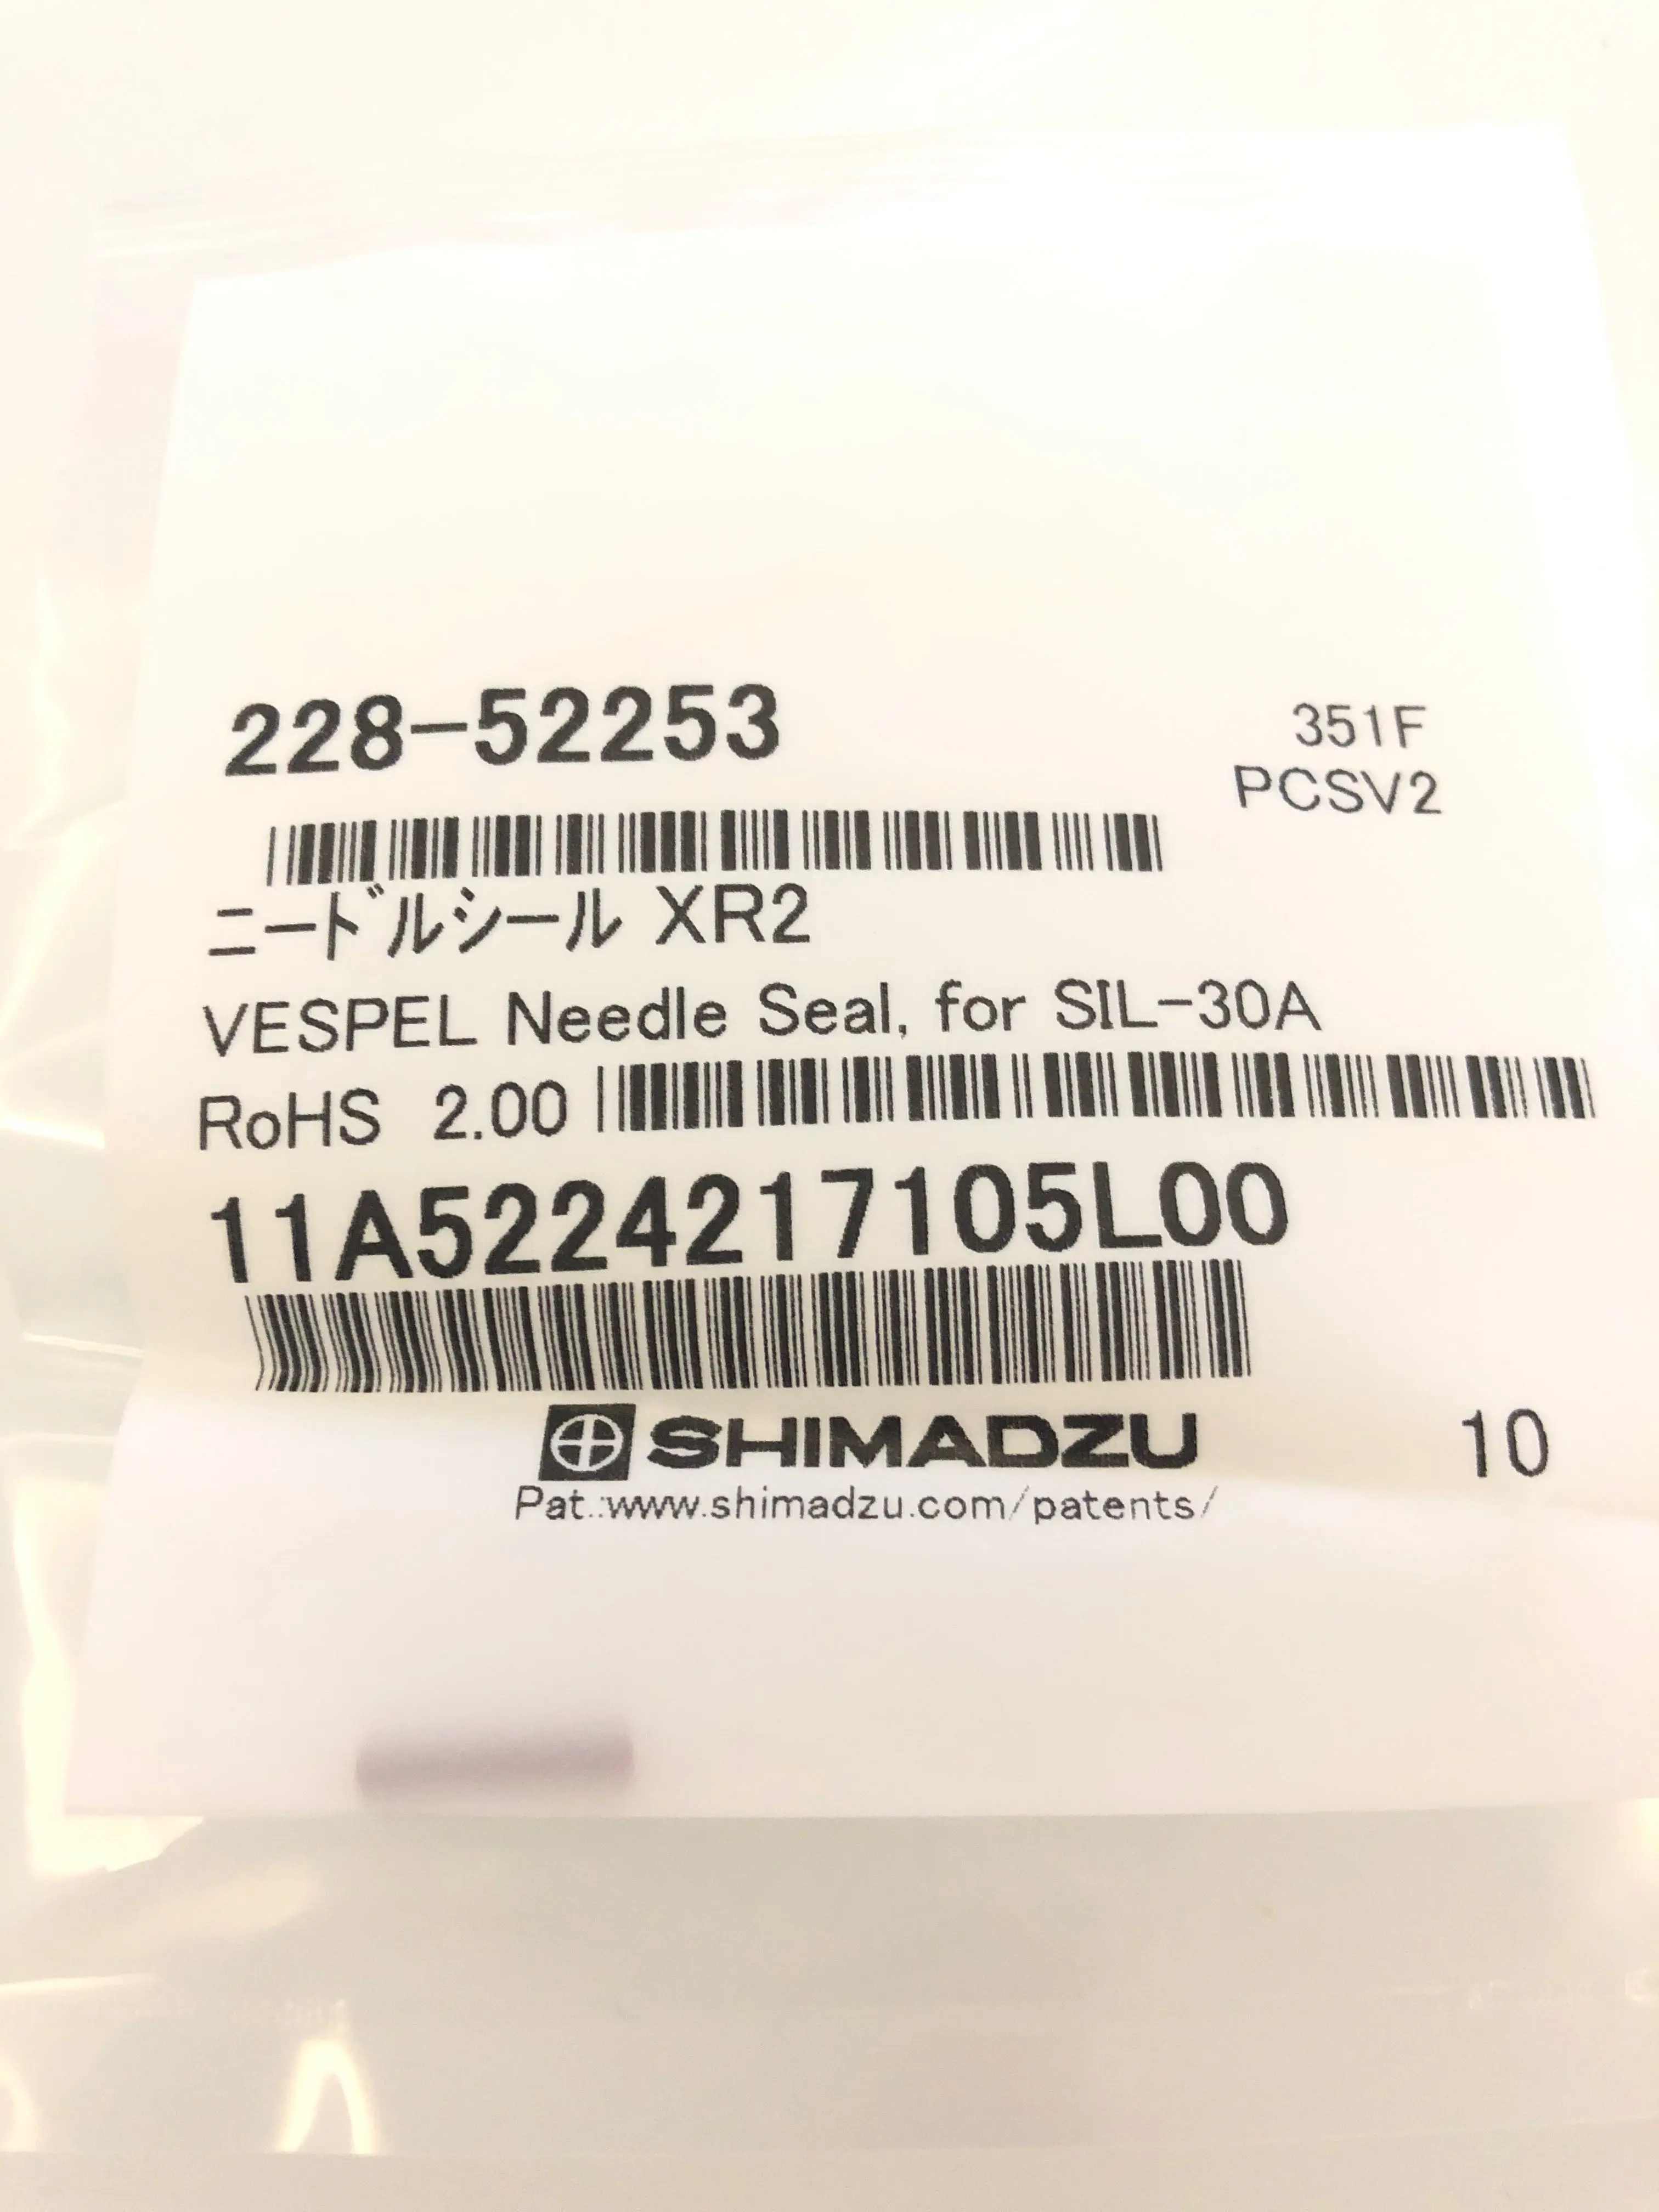 228-52253
351F
PCSV2
ニードルシール XR2
VESPEL Needle Seal, for SIL-30A
RoHS 2.00
11A5224217105L00
SHIMADZU
10
Pat.:www.shimadzu.com/patents/